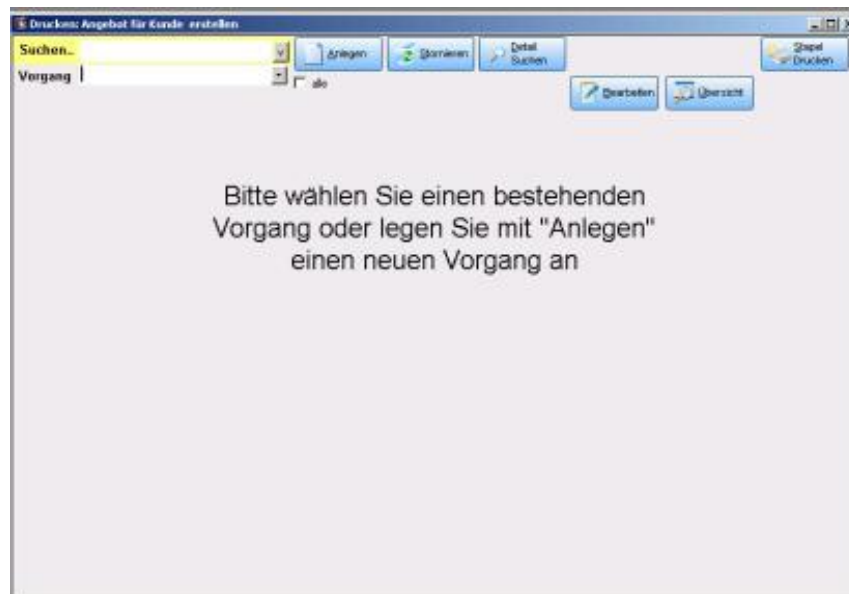 Drucken: Angebot für Kunde erstellen
Suchen..
Anlegen
Stornieren
Detail
Suchen
Stapel
Drucken
Vorgang
alle
Bearbeiten
Übersicht
Bitte wählen Sie einen bestehenden
Vorgang oder legen Sie mit "Anlegen"
einen neuen Vorgang an